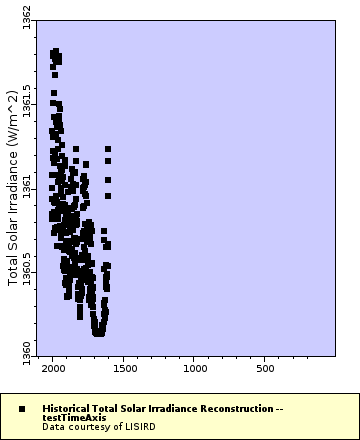 1362
1361.5
1361
1360.5
1360
Total Solar Irradiance (W/m^2)
2000 1500 1000 500
Historical Total Solar Irradiance Reconstruction --
testTimeAxis
Data courtesy of LISIRD